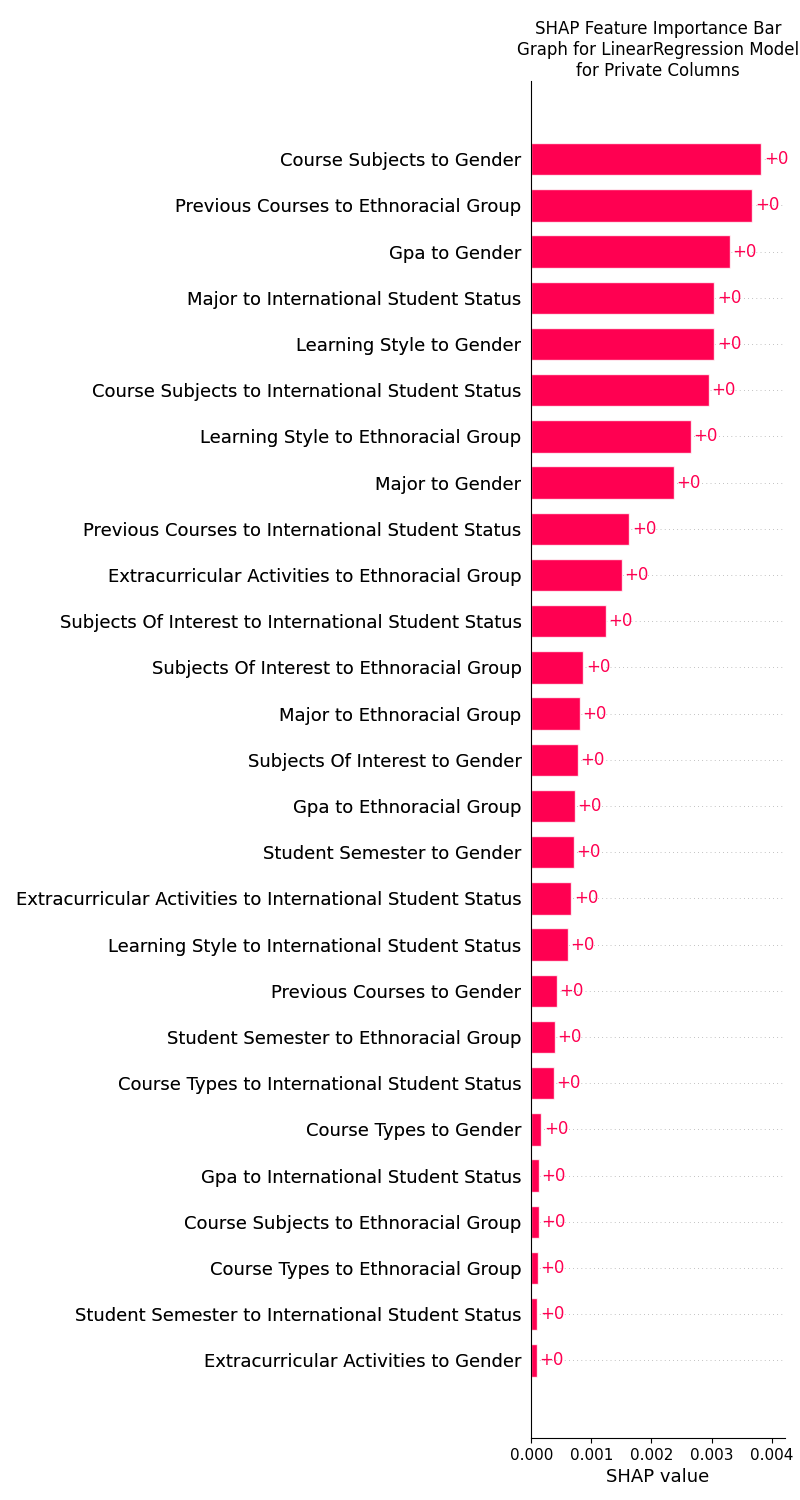 SHAP Feature Importance Bar
Graph for LinearRegression Model
for Private Columns
Course Subjects to Gender +0
Previous Courses to Ethnoracial Group +0
Gpa to Gender +0
Major to International Student Status +0
Learning Style to Gender +0
Course Subjects to International Student Status +0
Learning Style to Ethnoracial Group +0
Major to Gender +0
Previous Courses to International Student Status +0
Extracurricular Activities to Ethnoracial Group +0
Subjects Of Interest to International Student Status +0
Subjects Of Interest to Ethnoracial Group +0
Major to Ethnoracial Group +0
Subjects Of Interest to Gender +0
Gpa to Ethnoracial Group +0
Student Semester to Gender +0
Extracurricular Activities to International Student Status +0
Learning Style to International Student Status +0
Previous Courses to Gender +0
Student Semester to Ethnoracial Group +0
Course Types to International Student Status +0
Course Types to Gender +0
Gpa to International Student Status +0
Course Subjects to Ethnoracial Group +0
Course Types to Ethnoracial Group +0
Student Semester to International Student Status +0
Extracurricular Activities to Gender +0
0.000 0.001 0.002 0.003 0.004
SHAP value